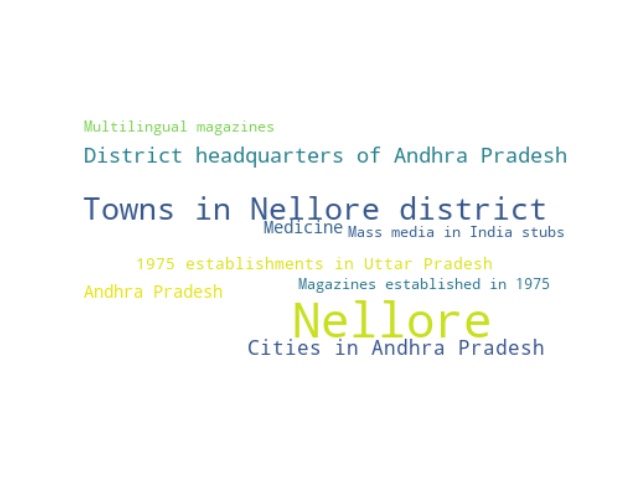 Multilingual magazines
District headquarters of Andhra Pradesh
Towns in Nellore district
Medicine
Mass media in India stubs
1975 establishments in Uttar Pradesh
Magazines established in 1975
Andhra Pradesh
Nellore
Cities in Andhra Pradesh